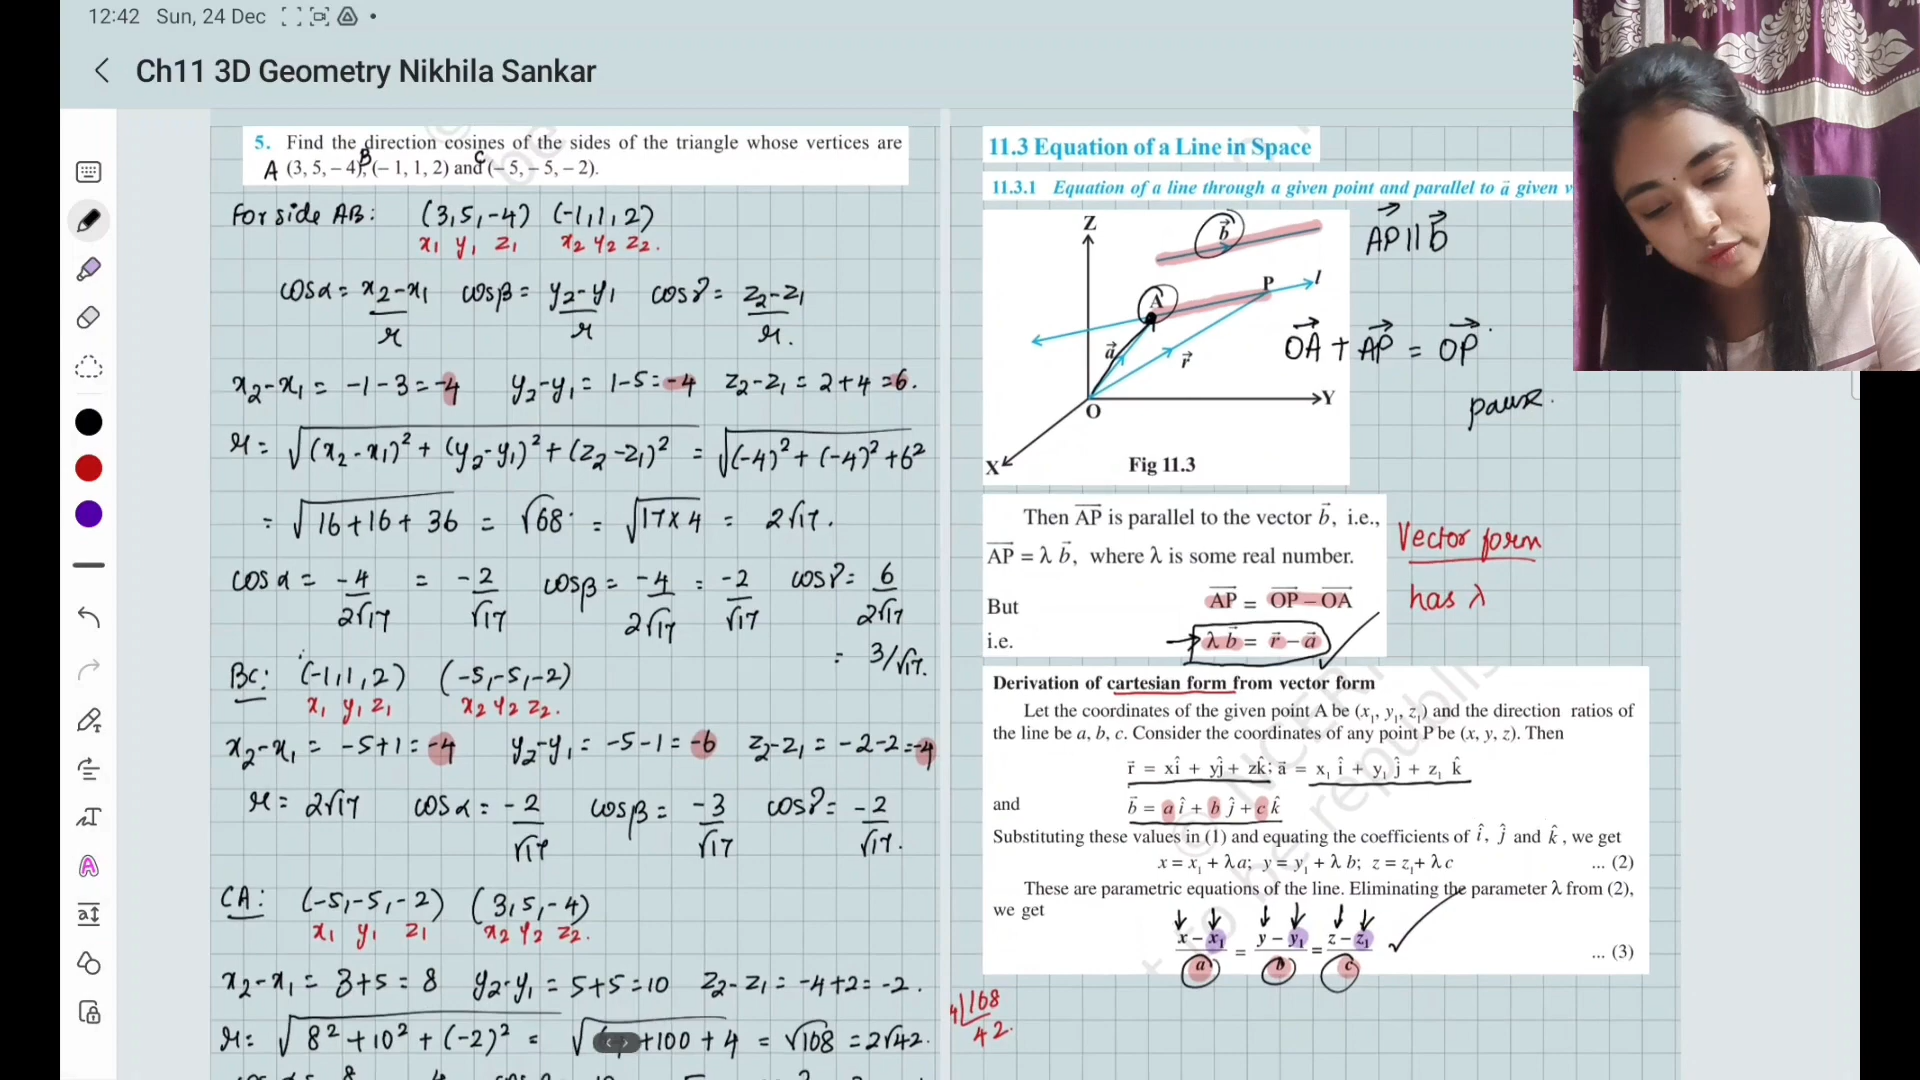 12:42 Sun, 24 Dec
Ch11 3D Geometry Nikhila Sankar
5. Find the direction cosines of the sides of the triangle whose vertices are
A (3, 5, – 4), B (– 1, 1, 2) and C (– 5, – 5, – 2).
For side AB: (3,5,-4) (-1,1,2)
x₁ y₁ z₁ x₂ y₂ z₂.
cosα = x₂-x₁/r cosβ = y₂-y₁/r cosγ = z₂-z₁/r.
x₂-x₁ = -1-3 = -4 y₂-y₁ = 1-5 = -4 z₂-z₁ = 2+4 = 6.
r = √(x₂-x₁)² + (y₂-y₁)² + (z₂-z₁)² = √(-4)² + (-4)² + 6²
= √16+16+36 = √68 = √17×4 = 2√17.
cosα = -4/2√17 = -2/√17 cosβ = -4/2√17 = -2/√17 cosγ = 6/2√17
= 3/√17.
BC: (-1,1,2) (-5,-5,-2)
x₁ y₁ z₁ x₂ y₂ z₂.
x₂-x₁ = -5+1 = -4 y₂-y₁ = -5-1 = -6 z₂-z₁ = -2-2 = -4
r = 2√17 cosα = -2/√17 cosβ = -3/√17 cosγ = -2/√17.
CA: (-5,-5,-2) (3,5,-4)
x₁ y₁ z₁ x₂ y₂ z₂.
x₂-x₁ = 3+5 = 8 y₂-y₁ = 5+5 = 10 z₂-z₁ = -4+2 = -2.
r = √8² + 10² + (-2)² = √ +100 + 4 = √168 = 2√42.
4|168
42.
11.3 Equation of a Line in Space
11.3.1 Equation of a line through a given point and parallel to a⃗ given v
Z
b⃗
A
P
l
a⃗
r⃗
O
Y
X
Fig 11.3
AP⃗ || b⃗
OA⃗ + AP⃗ = OP⃗.
pause.
Then AP⃗ is parallel to the vector b⃗, i.e.,
AP⃗ = λ b⃗, where λ is some real number.
But AP⃗ = OP⃗ – OA⃗
i.e. λ b⃗ = r⃗ – a⃗
Vector form
has λ
Derivation of cartesian form from vector form
Let the coordinates of the given point A be (x₁, y₁, z₁) and the direction ratios of
the line be a, b, c. Consider the coordinates of any point P be (x, y, z). Then
r⃗ = xî + yĵ + zk̂; a⃗ = x₁ î + y₁ ĵ + z₁ k̂
and b⃗ = a î + b ĵ + c k̂
Substituting these values in (1) and equating the coefficients of î, ĵ and k̂, we get
x = x₁ + λ a; y = y₁ + λ b; z = z₁ + λ c ... (2)
These are parametric equations of the line. Eliminating the parameter λ from (2),
we get
x – x₁/a = y – y₁/b = z – z₁/c ... (3)